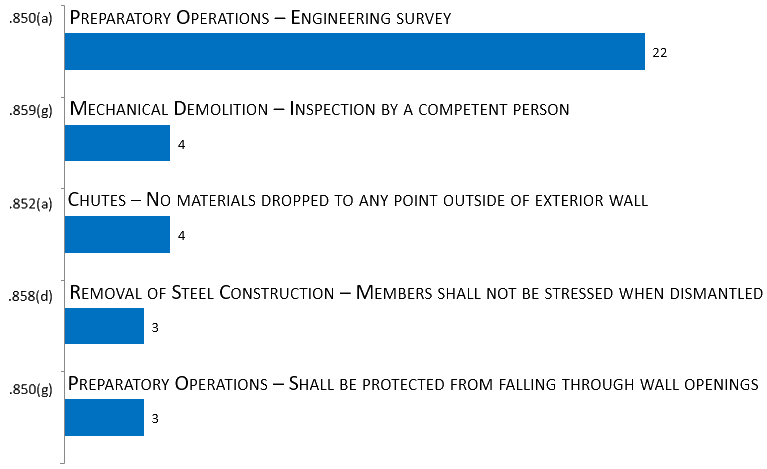 .850(a) Preparatory Operations – Engineering survey
22
.859(g) Mechanical Demolition – Inspection by a competent person
4
.852(a) Chutes – No materials dropped to any point outside of exterior wall
4
.858(d) Removal of Steel Construction – Members shall not be stressed when dismantled
3
.850(g) Preparatory Operations – Shall be protected from falling through wall openings
3